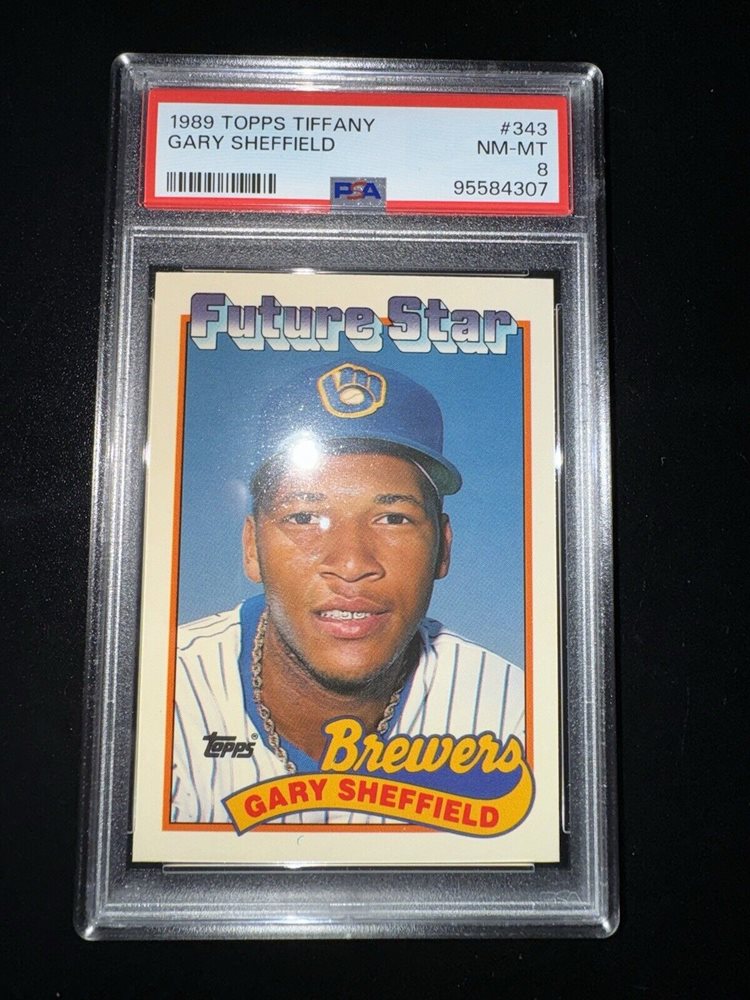 1989 TOPPS TIFFANY #343
GARY SHEFFIELD NM-MT
8
PSA 95584307
Future Star
Topps®
Brewers
GARY SHEFFIELD